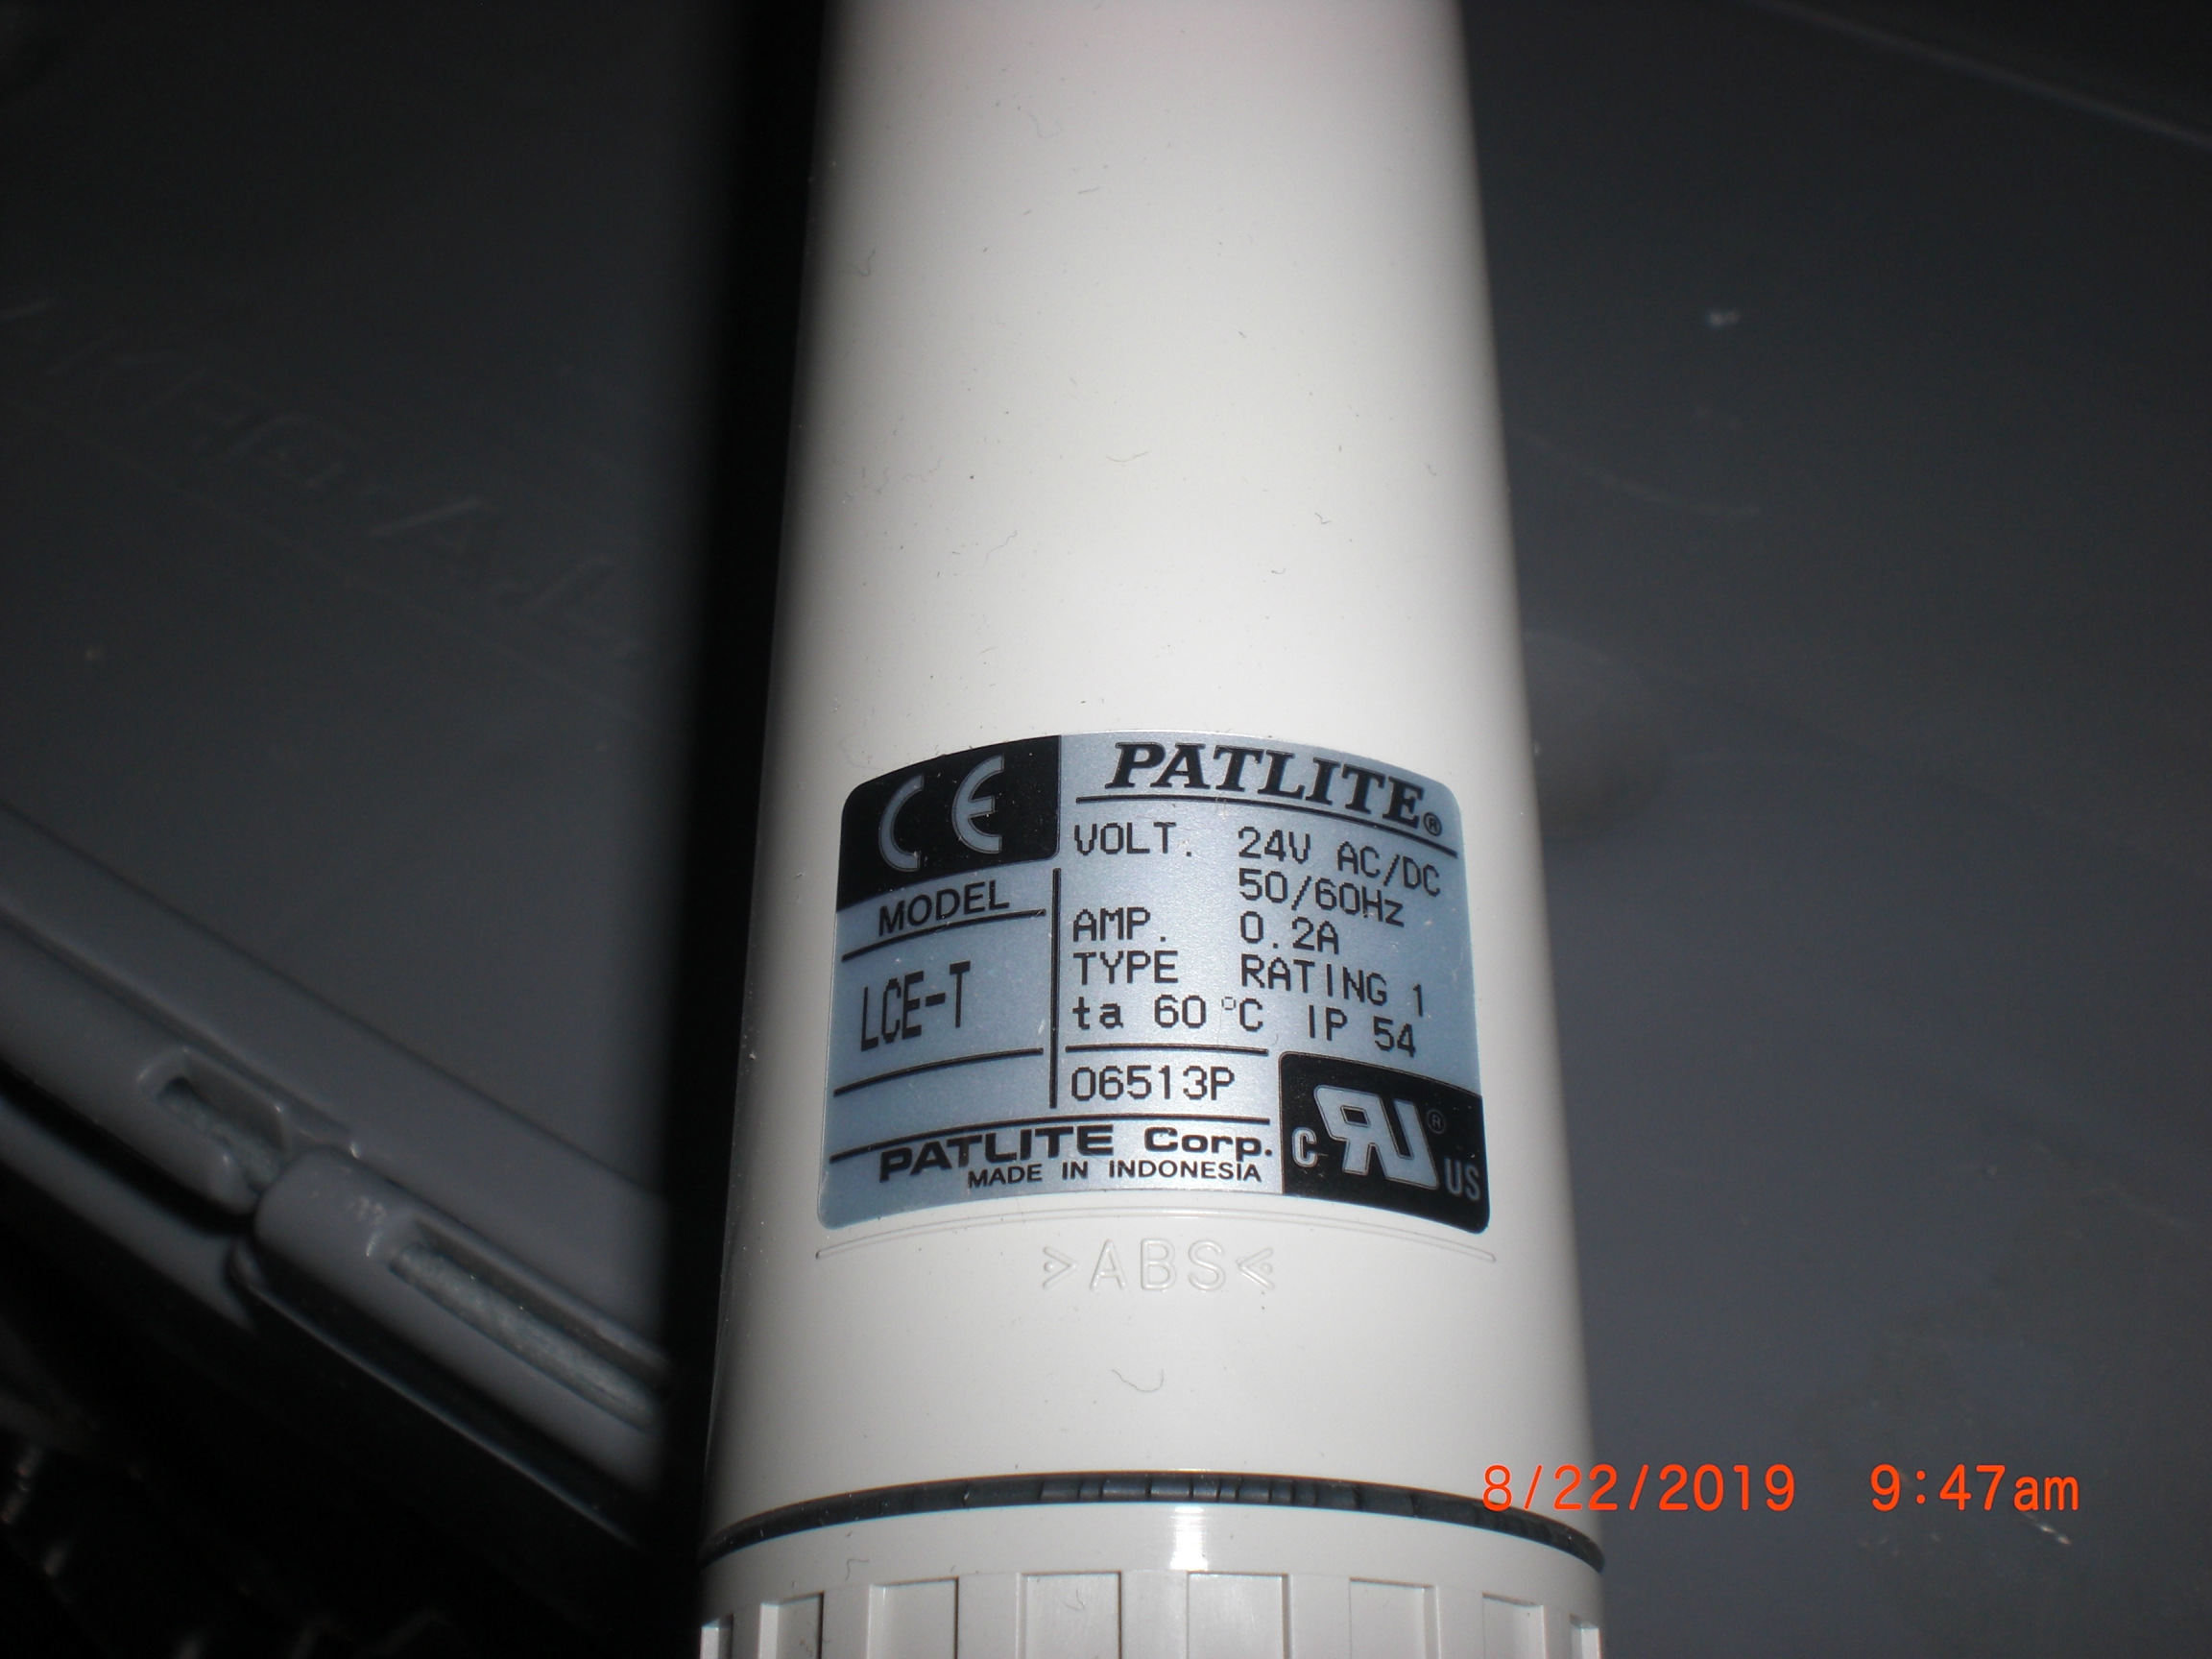 CE
PATLITE®
VOLT. 24V AC/DC
50/60Hz
MODEL
AMP. 0.2A
LCE-T
TYPE RATING 1
ta 60°C IP 54
06513P
PATLITE Corp.
MADE IN INDONESIA
C RU® US
>ABS<
8/22/2019 9:47am